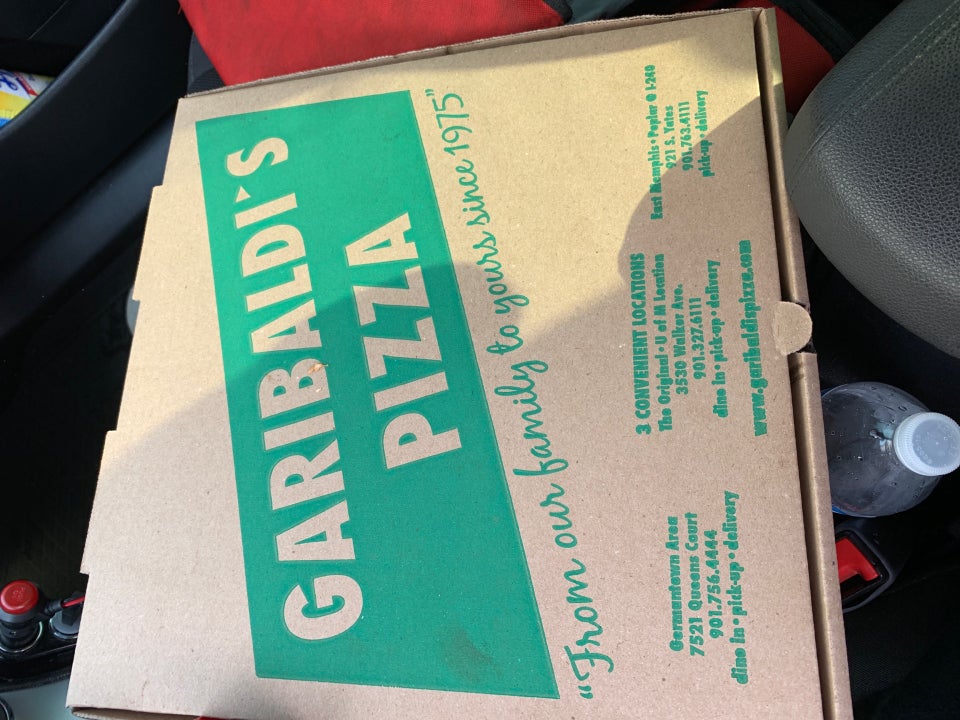 GARIBALDI'S
PIZZA
"From our family to yours since 1975"
Germantown Area
7521 Queens Court
901.756.4444
dine in • pick-up • delivery
3 CONVENIENT LOCATIONS
The Original • U of M Location
3530 Walker Ave.
901.327.6111
dine in • pick-up • delivery
www.garibaldispizza.com
East Memphis • Poplar @ I-240
921 S. Yates
901.763.4111
pick-up • delivery